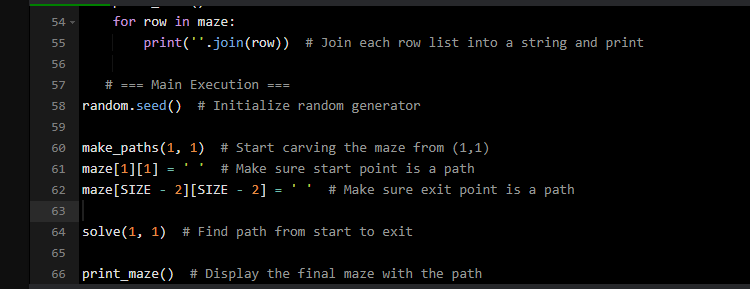 54 for row in maze:
55 print(''.join(row))  # Join each row list into a string and print
56
57 # === Main Execution ===
58 random.seed()  # Initialize random generator
59
60 make_paths(1, 1)  # Start carving the maze from (1,1)
61 maze[1][1] = ' '  # Make sure start point is a path
62 maze[SIZE - 2][SIZE - 2] = ' '  # Make sure exit point is a path
63
64 solve(1, 1)  # Find path from start to exit
65
66 print_maze()  # Display the final maze with the path